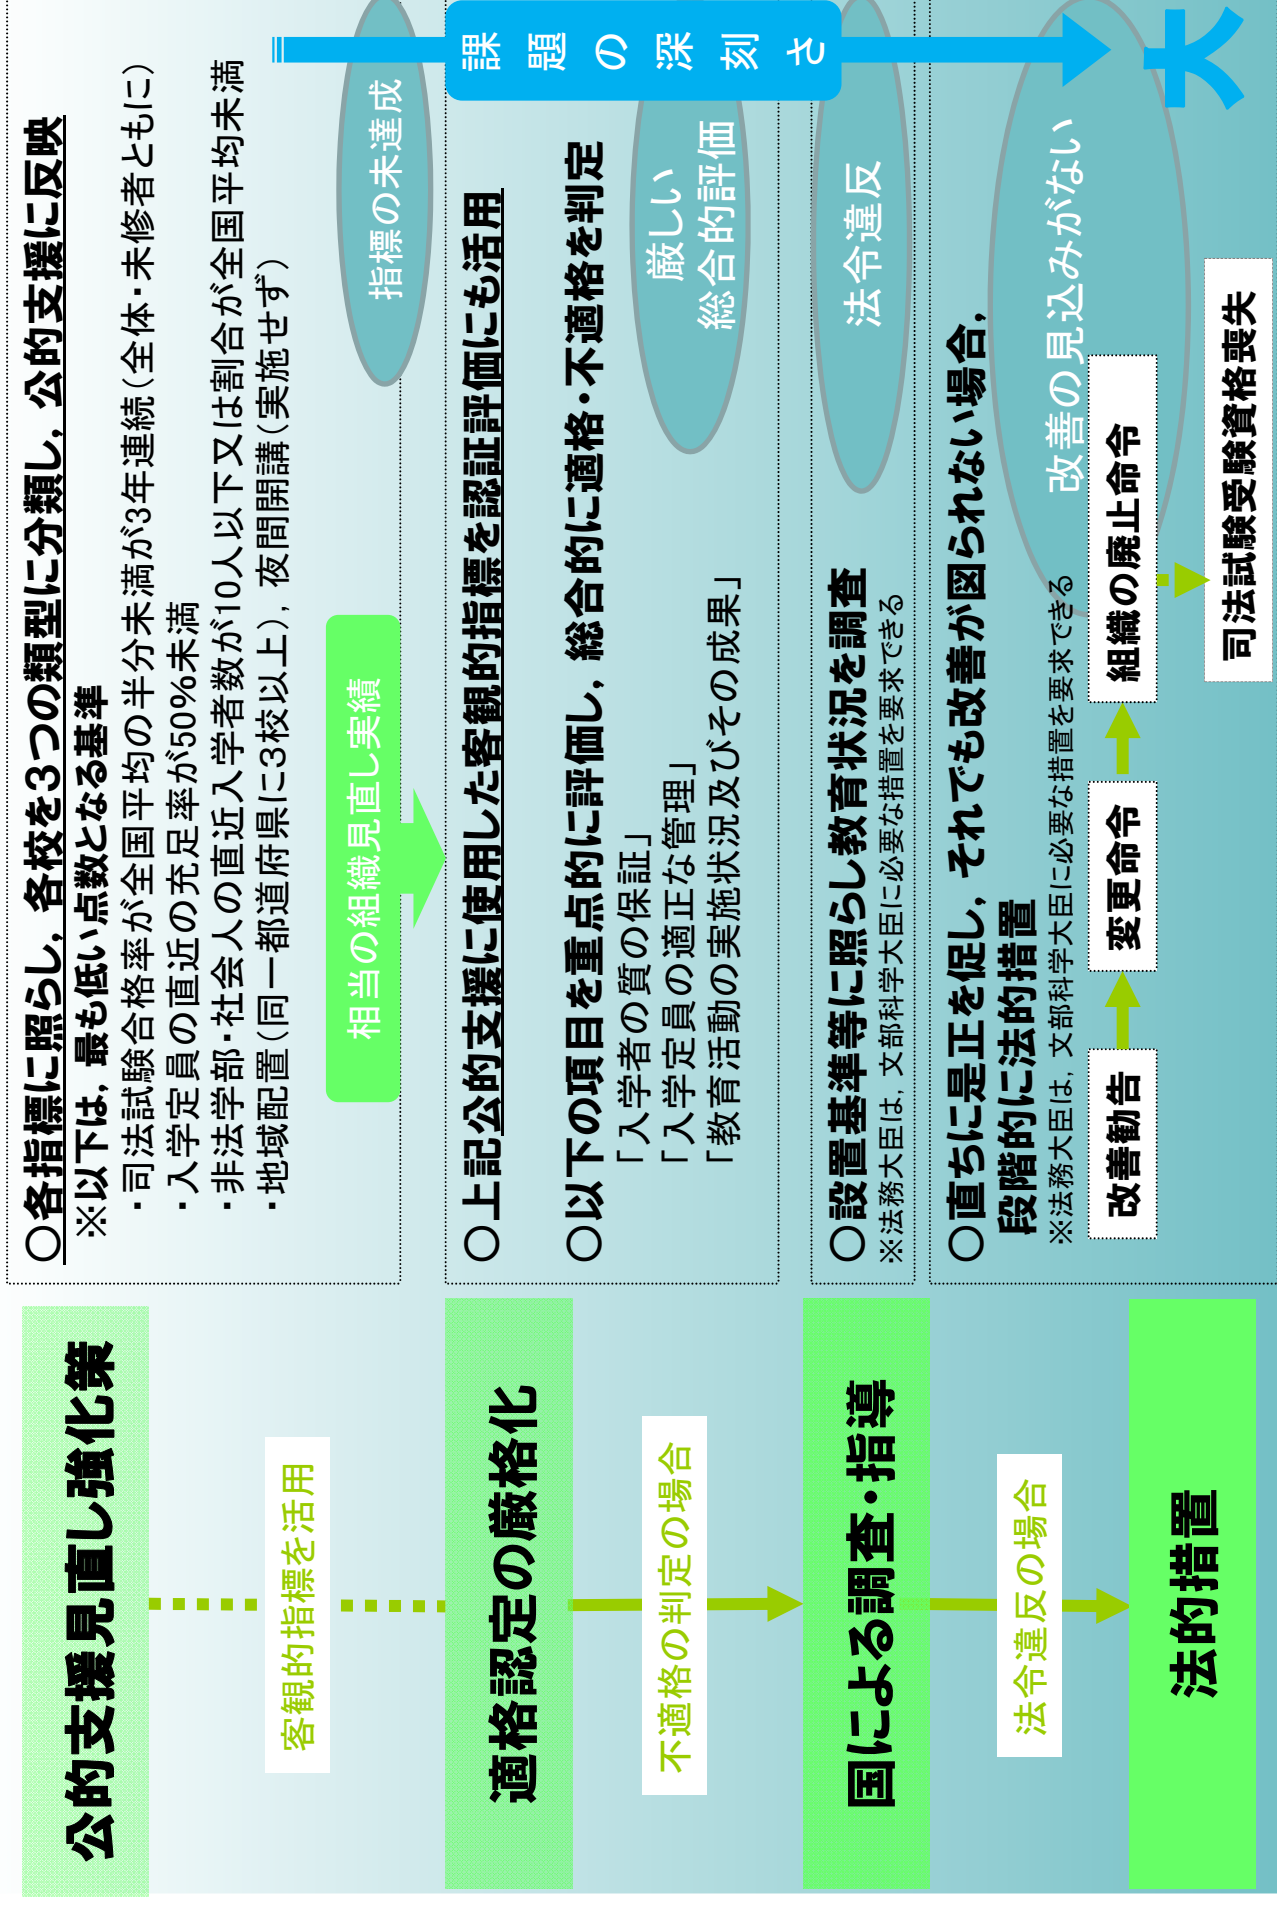 公的支援見直し強化策
○各指標に照らし，各校を３つの類型に分類し，公的支援に反映
※以下は，最も低い点数となる基準
・司法試験合格率が全国平均の半分未満が3年連続（全体・未修者ともに）
・入学定員の直近の充足率が50%未満
・非法学部・社会人の直近入学者数が10人以下又は割合が全国平均未満
・地域配置（同一都道府県に3校以上），夜間開講（実施せず）
相当の組織見直し実績
指標の未達成
客観的指標を活用
適格認定の厳格化
○上記公的支援に使用した客観的指標を認証評価にも活用
○以下の項目を重点的に評価し，総合的に適格・不適格を判定
「入学者の質の保証」
「入学定員の適正な管理」
「教育活動の実施状況及びその成果」
厳しい
総合的評価
不適格の判定の場合
国による調査・指導
○設置基準等に照らし教育状況を調査
※法務大臣は，文部科学大臣に必要な措置を要求できる
法令違反
法令違反の場合
法的措置
○直ちに是正を促し，それでも改善が図られない場合，
段階的に法的措置
※法務大臣は，文部科学大臣に必要な措置を要求できる
改善の見込みがない
改善勧告
変更命令
組織の廃止命令
司法試験受験資格喪失
課題の深刻さ
大